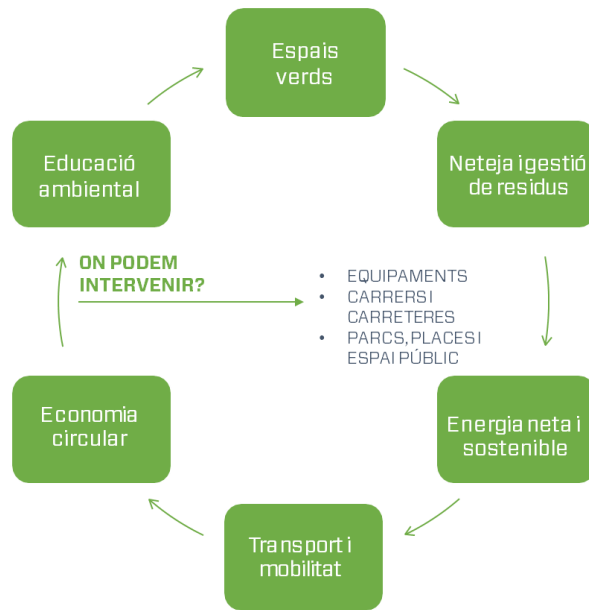 Espais
verds
Neteja i gestió
de residus
Energia neta i
sostenible
Transport i
mobilitat
Economia
circular
Educació
ambiental
ON PODEM
INTERVENIR?
• EQUIPAMENTS
• CARRERS I
CARRETERES
• PARCS, PLACES I
ESPAI PÚBLIC